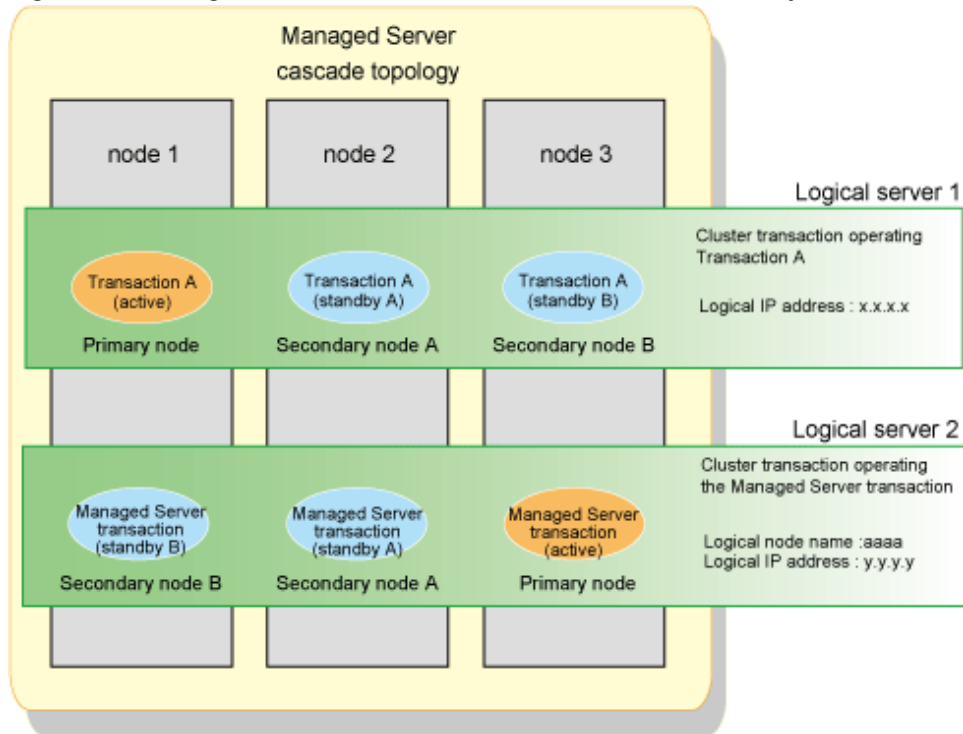 Managed Server
cascade topology
node 1
node 2
node 3
Logical server 1
Transaction A
(active)
Primary node
Transaction A
(standby A)
Secondary node A
Transaction A
(standby B)
Secondary node B
Cluster transaction operating
Transaction A
Logical IP address : x.x.x.x
Logical server 2
Managed Server
transaction
(standby B)
Secondary node B
Managed Server
transaction
(standby A)
Secondary node A
Managed Server
transaction
(active)
Primary node
Cluster transaction operating
the Managed Server transaction
Logical node name :aaaa
Logical IP address : y.y.y.y